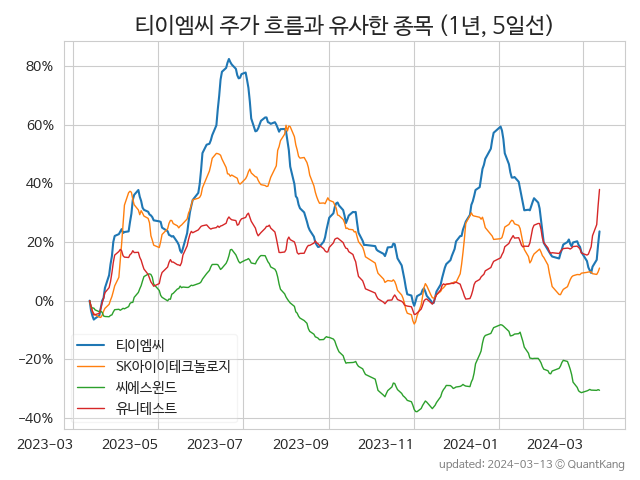 티이엠씨 주가 흐름과 유사한 종목 (1년, 5일선)
80%
60%
40%
20%
0%
−20%
−40%
티이엠씨
SK아이이테크놀로지
씨에스윈드
유니테스트
2023-03 2023-05 2023-07 2023-09 2023-11 2024-01 2024-03
updated: 2024-03-13 ⓒ QuantKang